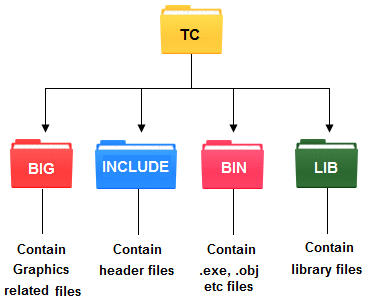 TC
BIG
INCLUDE
BIN
LIB
Contain
Graphics
related files
Contain
header files
Contain
.exe, .obj
etc files
Contain
library files